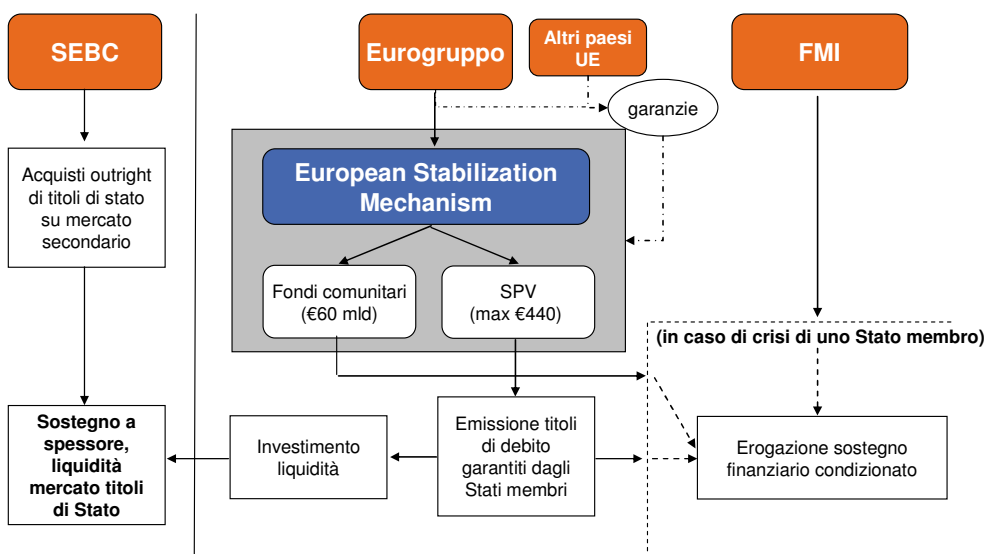 SEBC
Eurogruppo
Altri paesi
UE
FMI
garanzie
Acquisti outright
di titoli di stato
su mercato
secondario
European Stabilization
Mechanism
Fondi comunitari
(€60 mld)
SPV
(max €440)
(in caso di crisi di uno Stato membro)
Sostegno a
spessore,
liquidità
mercato titoli
di Stato
Investimento
liquidità
Emissione titoli
di debito
garantiti dagli
Stati membri
Erogazione sostegno
finanziario condizionato